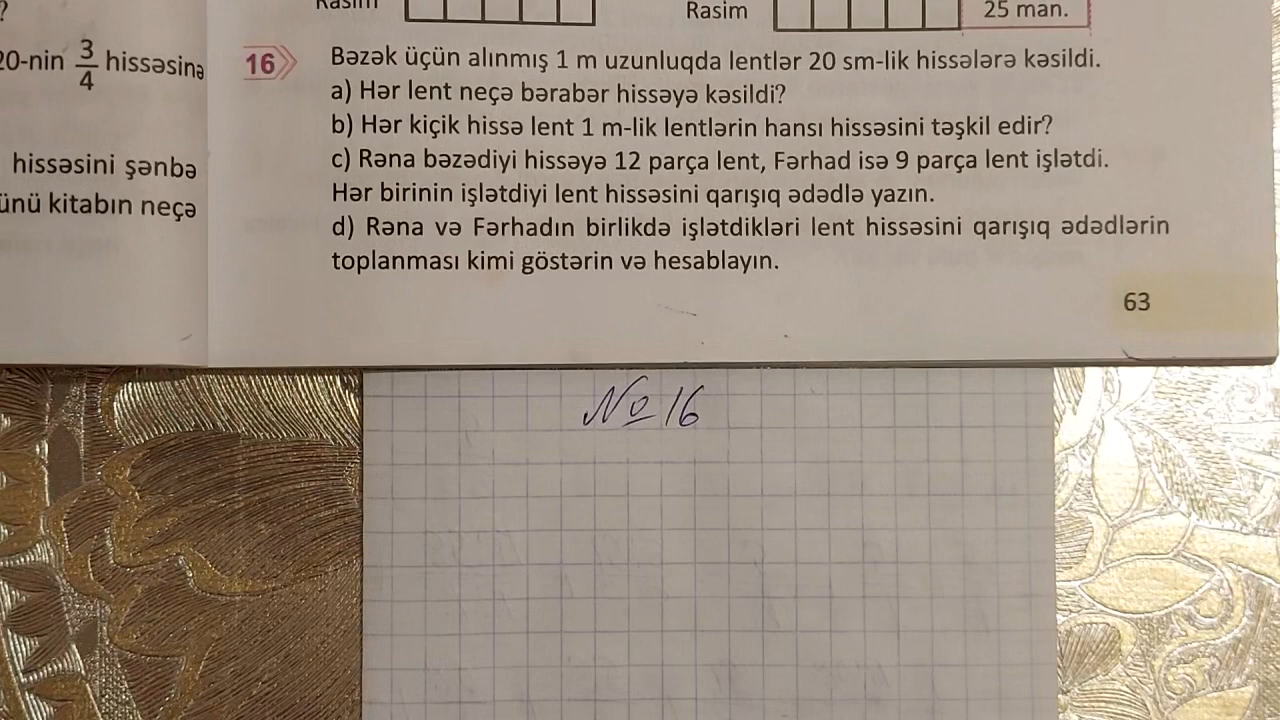 ?
20-nin 3/4 hissəsinə
hissəsini şənbə
ünü kitabın neçə
Rasim
Rasim
25 man.
16
Bəzək üçün alınmış 1 m uzunluqda lentlər 20 sm-lik hissələrə kəsildi.
a) Hər lent neçə bərabər hissəyə kəsildi?
b) Hər kiçik hissə lent 1 m-lik lentlərin hansı hissəsini təşkil edir?
c) Rəna bəzədiyi hissəyə 12 parça lent, Fərhad isə 9 parça lent işlətdi.
Hər birinin işlətdiyi lent hissəsini qarışıq ədədlə yazın.
d) Rəna və Fərhadın birlikdə işlətdikləri lent hissəsini qarışıq ədədlərin
toplanması kimi göstərin və hesablayın.
63
№ 16